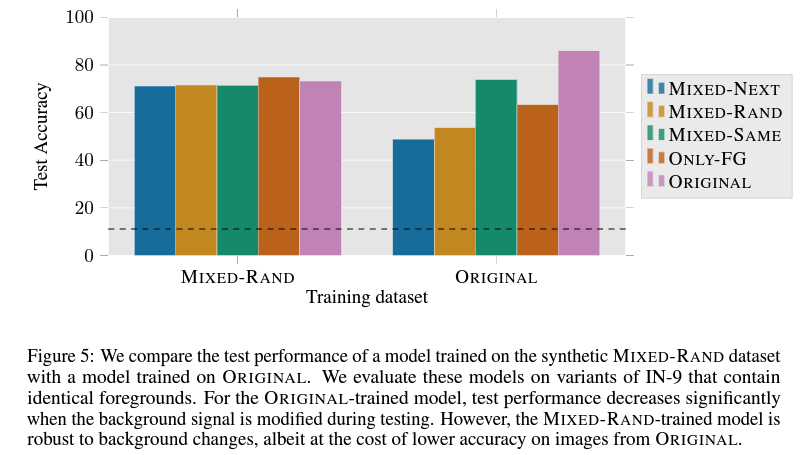 100
80
60
40
20
0
Test Accuracy
MIXED-RAND
ORIGINAL
Training dataset
MIXED-NEXT
MIXED-RAND
MIXED-SAME
ONLY-FG
ORIGINAL
Figure 5: We compare the test performance of a model trained on the synthetic MIXED-RAND dataset
with a model trained on ORIGINAL. We evaluate these models on variants of IN-9 that contain
identical foregrounds. For the ORIGINAL-trained model, test performance decreases significantly
when the background signal is modified during testing. However, the MIXED-RAND-trained model is
robust to background changes, albeit at the cost of lower accuracy on images from ORIGINAL.